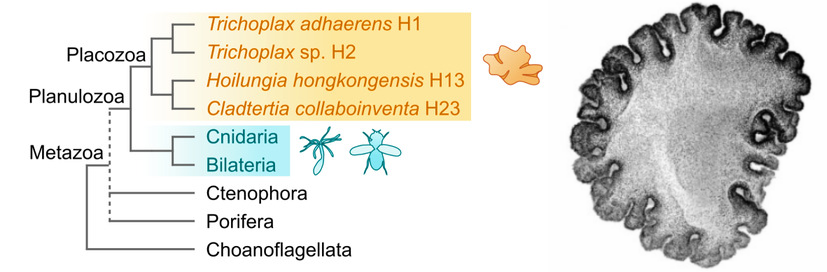 Trichoplax adhaerens H1
Placozoa
Trichoplax sp. H2
Hoilungia hongkongensis H13
Planulozoa
Cladtertia collaboinventa H23
Cnidaria
Metazoa
Bilateria
Ctenophora
Porifera
Choanoflagellata